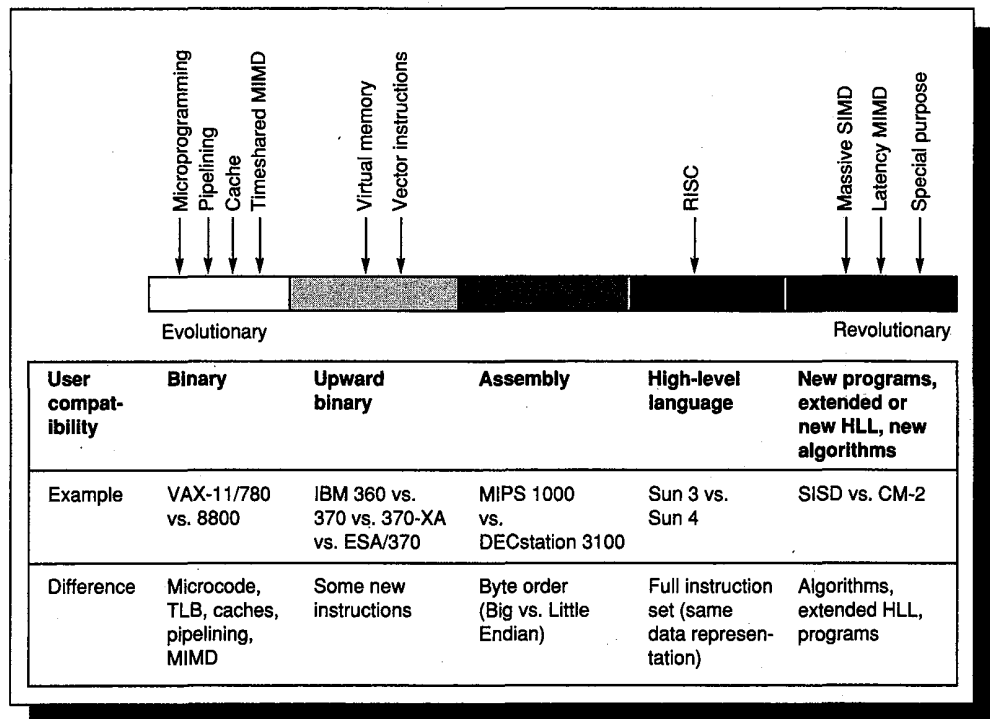 Microprogramming
Pipelining
Cache
Timeshared MIMD
Virtual memory
Vector instructions
RISC
Massive SIMD
Latency MIMD
Special purpose
Evolutionary
Revolutionary
User
compat-
ibility
Binary
Upward
binary
Assembly
High-level
language
New programs,
extended or
new HLL, new
algorithms
Example
VAX-11/780
vs. 8800
IBM 360 vs.
370 vs. 370-XA
vs. ESA/370
MIPS 1000
vs.
DECstation 3100
Sun 3 vs.
Sun 4
SISD vs. CM-2
Difference
Microcode,
TLB, caches,
pipelining,
MIMD
Some new
instructions
Byte order
(Big vs. Little
Endian)
Full instruction
set (same
data represen-
tation)
Algorithms,
extended HLL,
programs